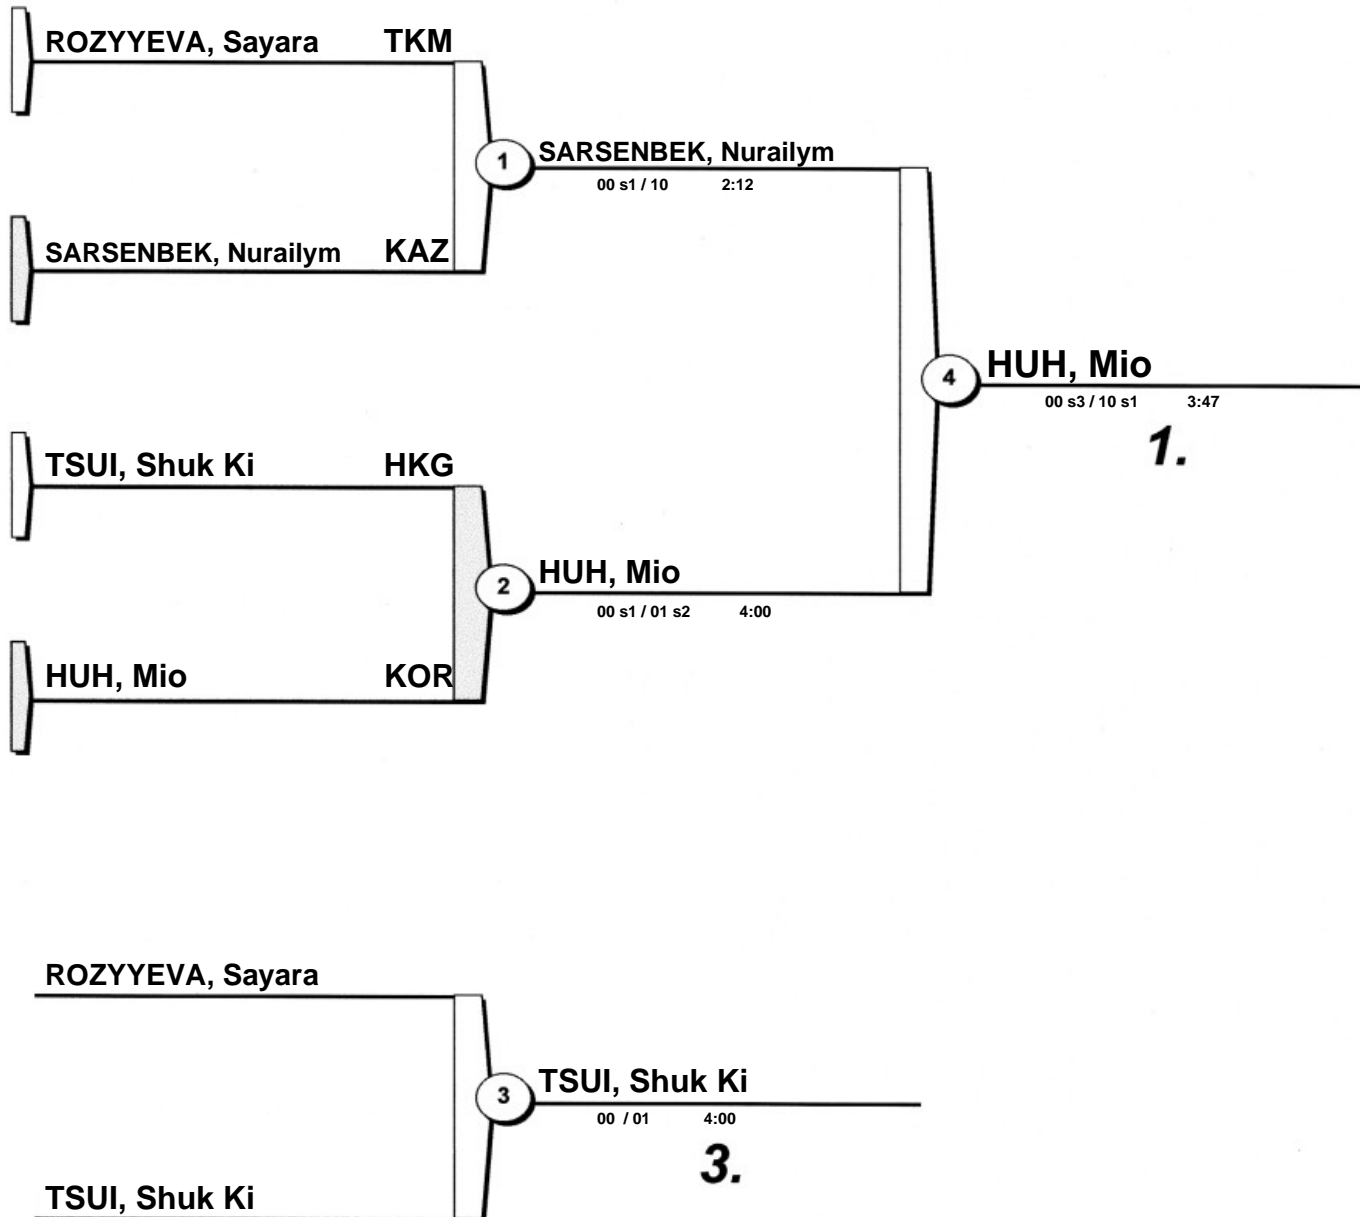 ROZYYEVA, Sayara TKM
1 SARSENBEK, Nurailym
00 s1 / 10 2:12
SARSENBEK, Nurailym KAZ
4 HUH, Mio
00 s3 / 10 s1 3:47
1.
TSUI, Shuk Ki HKG
2 HUH, Mio
00 s1 / 01 s2 4:00
HUH, Mio KOR
ROZYYEVA, Sayara
3 TSUI, Shuk Ki
00 / 01 4:00
3.
TSUI, Shuk Ki